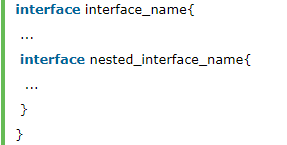 interface interface_name{
...
interface nested_interface_name{
...
}
}